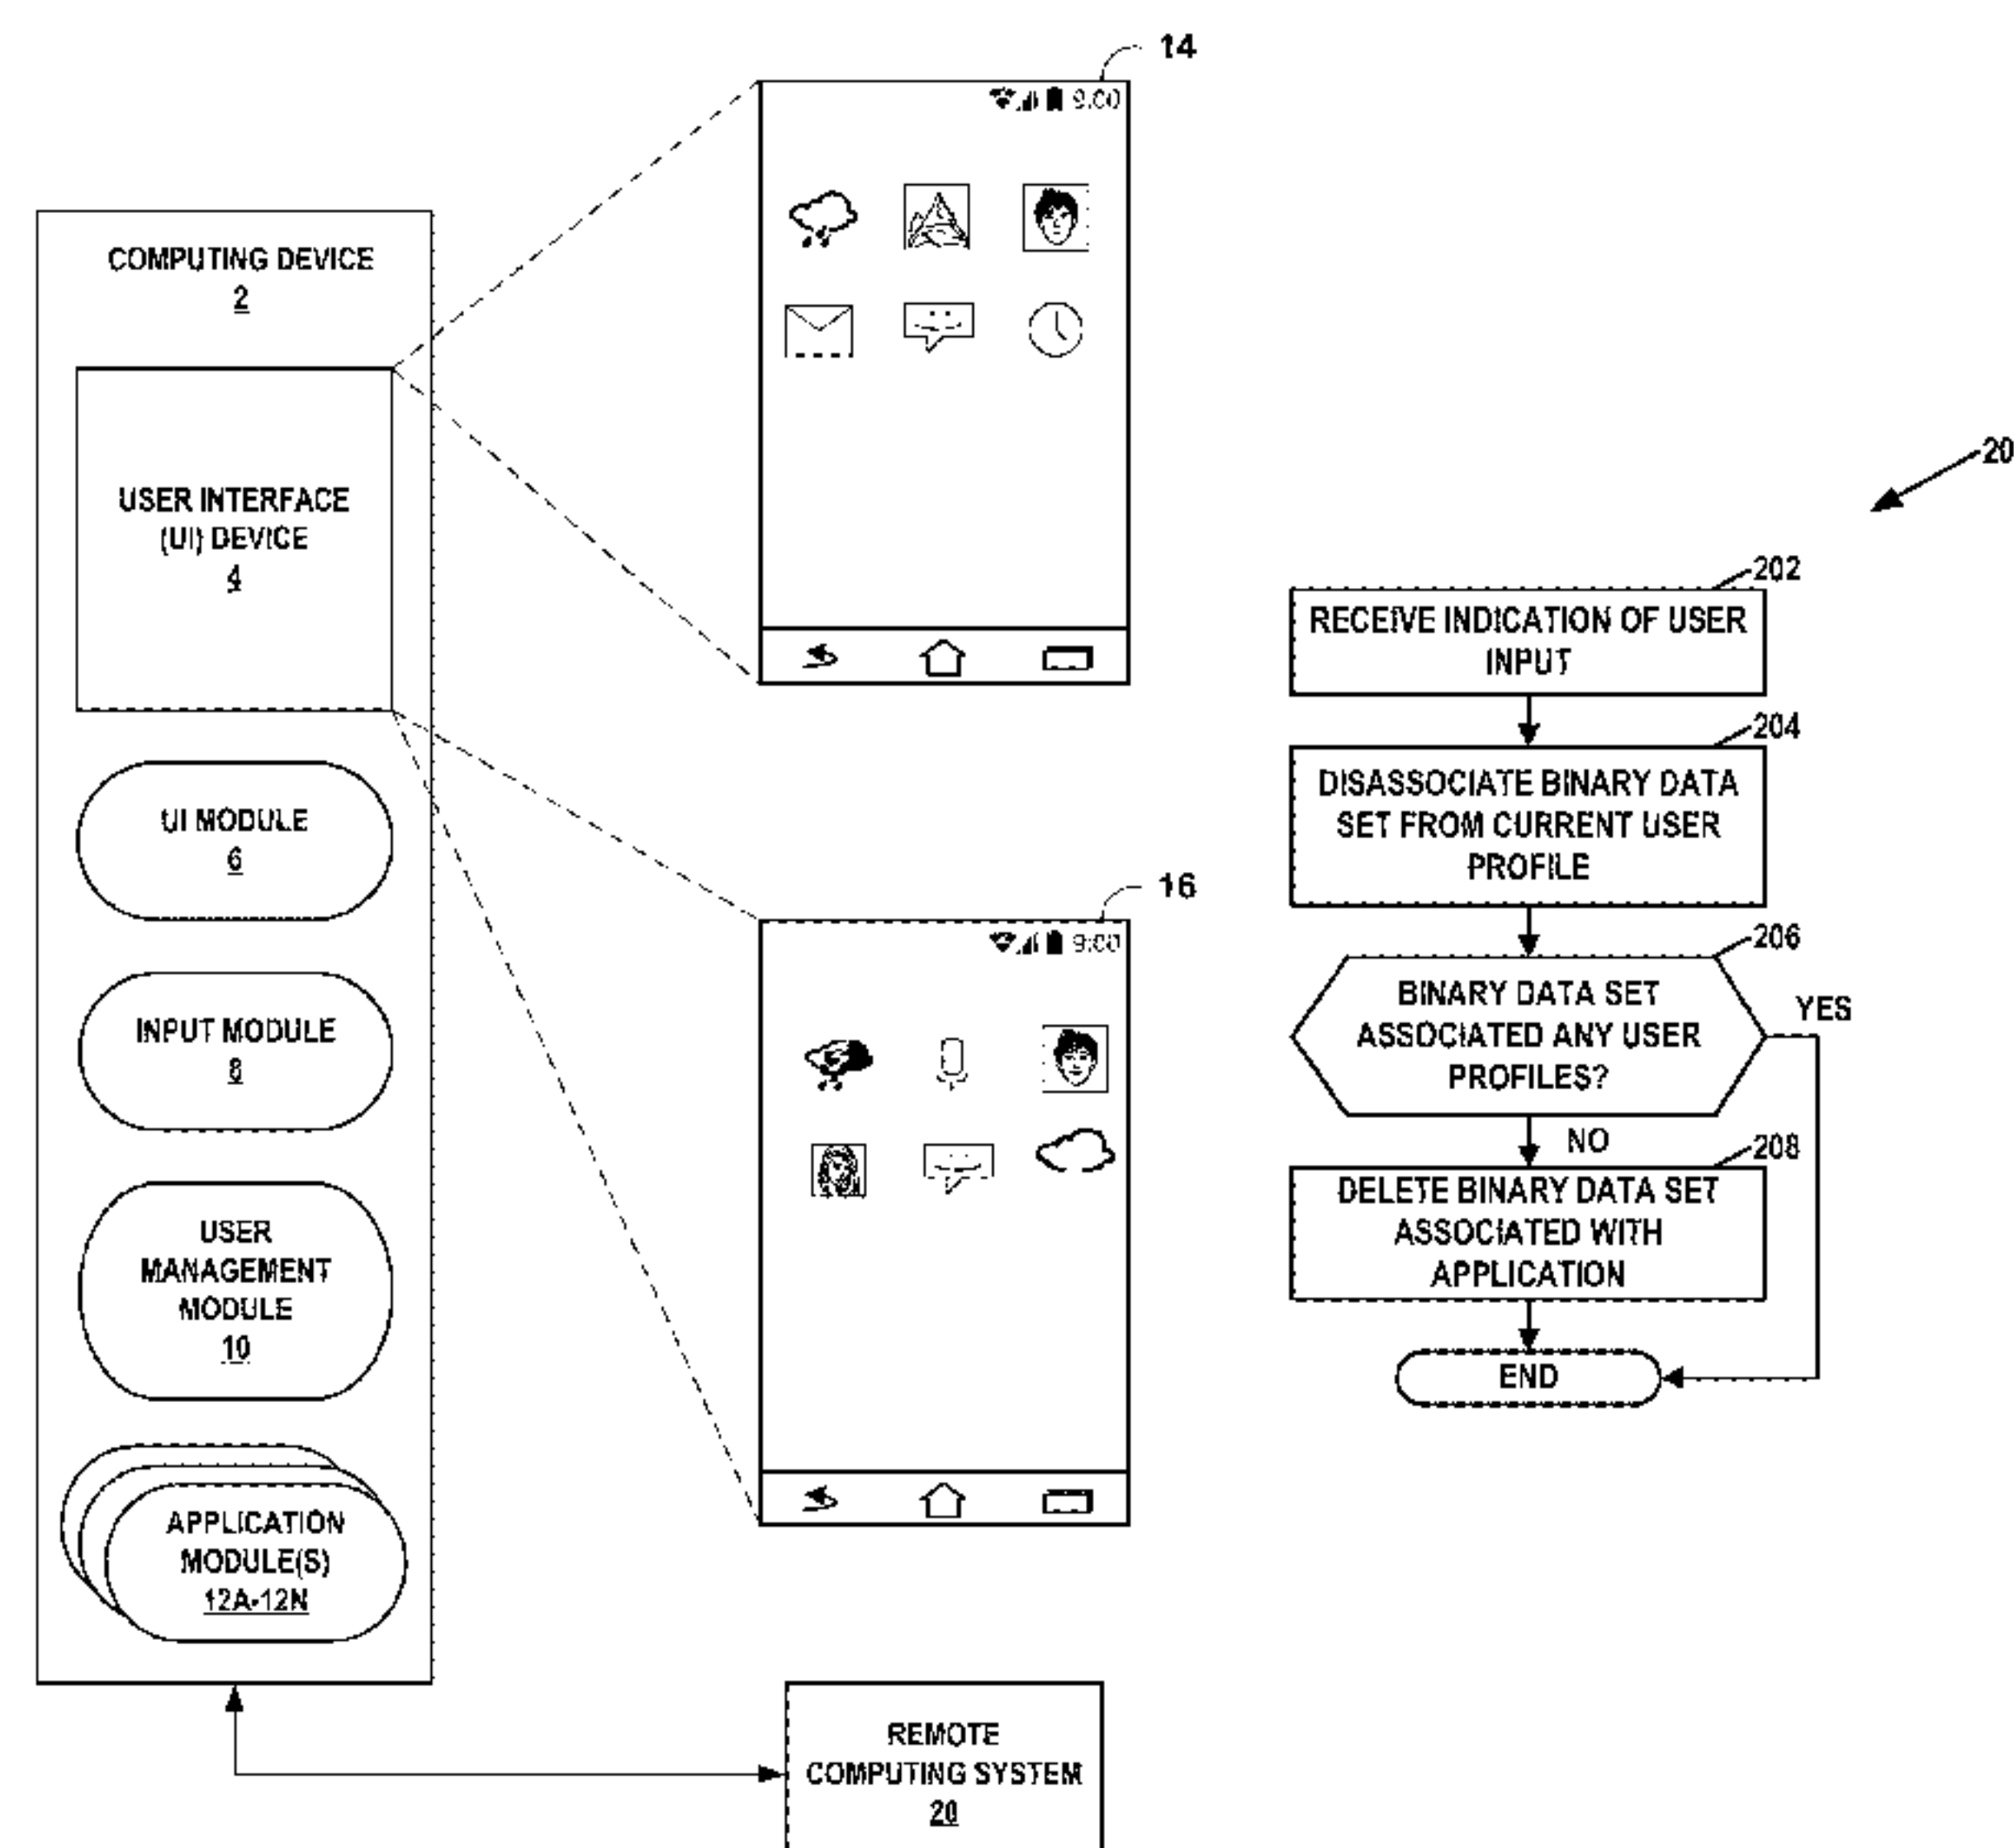 COMPUTING DEVICE
2
USER INTERFACE
(UI) DEVICE
4
UI MODULE
6
INPUT MODULE
8
USER
MANAGEMENT
MODULE
10
APPLICATION
MODULE(S)
12A-12N
14
9:00
16
9:00
REMOTE
COMPUTING SYSTEM
20
20
202
RECEIVE INDICATION OF USER
INPUT
204
DISASSOCIATE BINARY DATA
SET FROM CURRENT USER
PROFILE
206
BINARY DATA SET
ASSOCIATED ANY USER
PROFILES?
YES
NO
208
DELETE BINARY DATA SET
ASSOCIATED WITH
APPLICATION
END